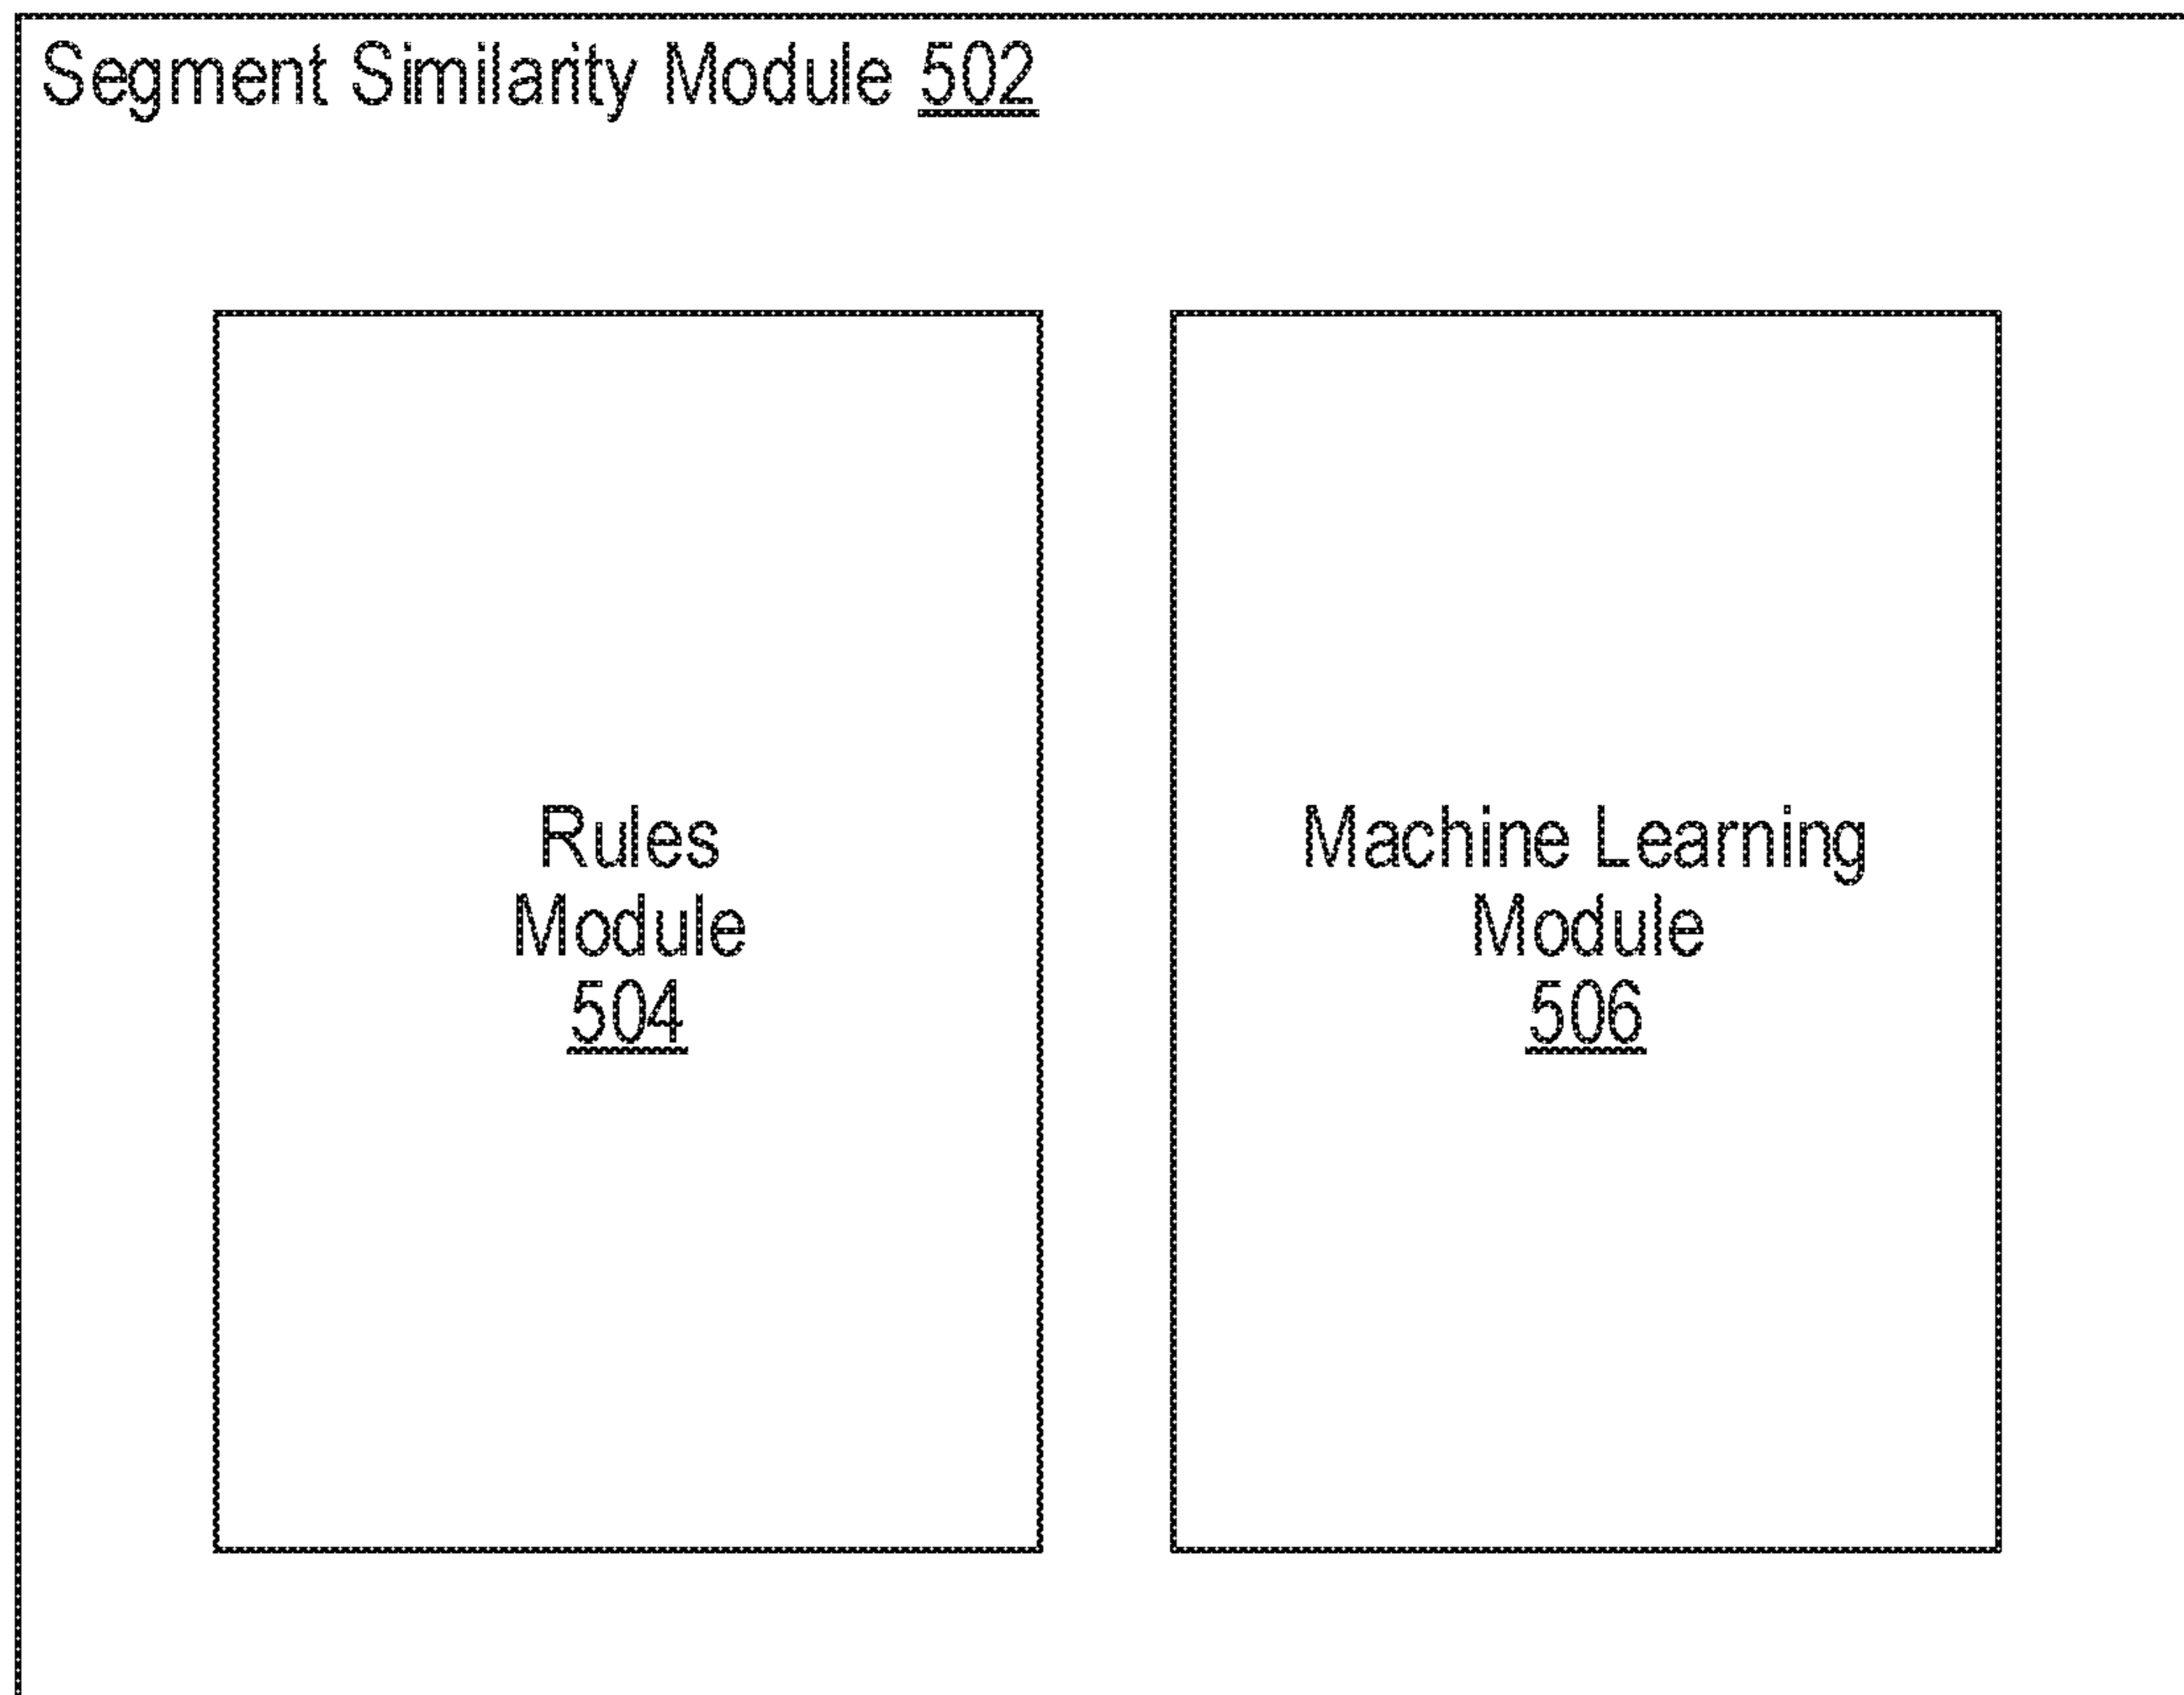 Segment Similarity Module 502
Rules
Module
504
Machine Learning
Module
506